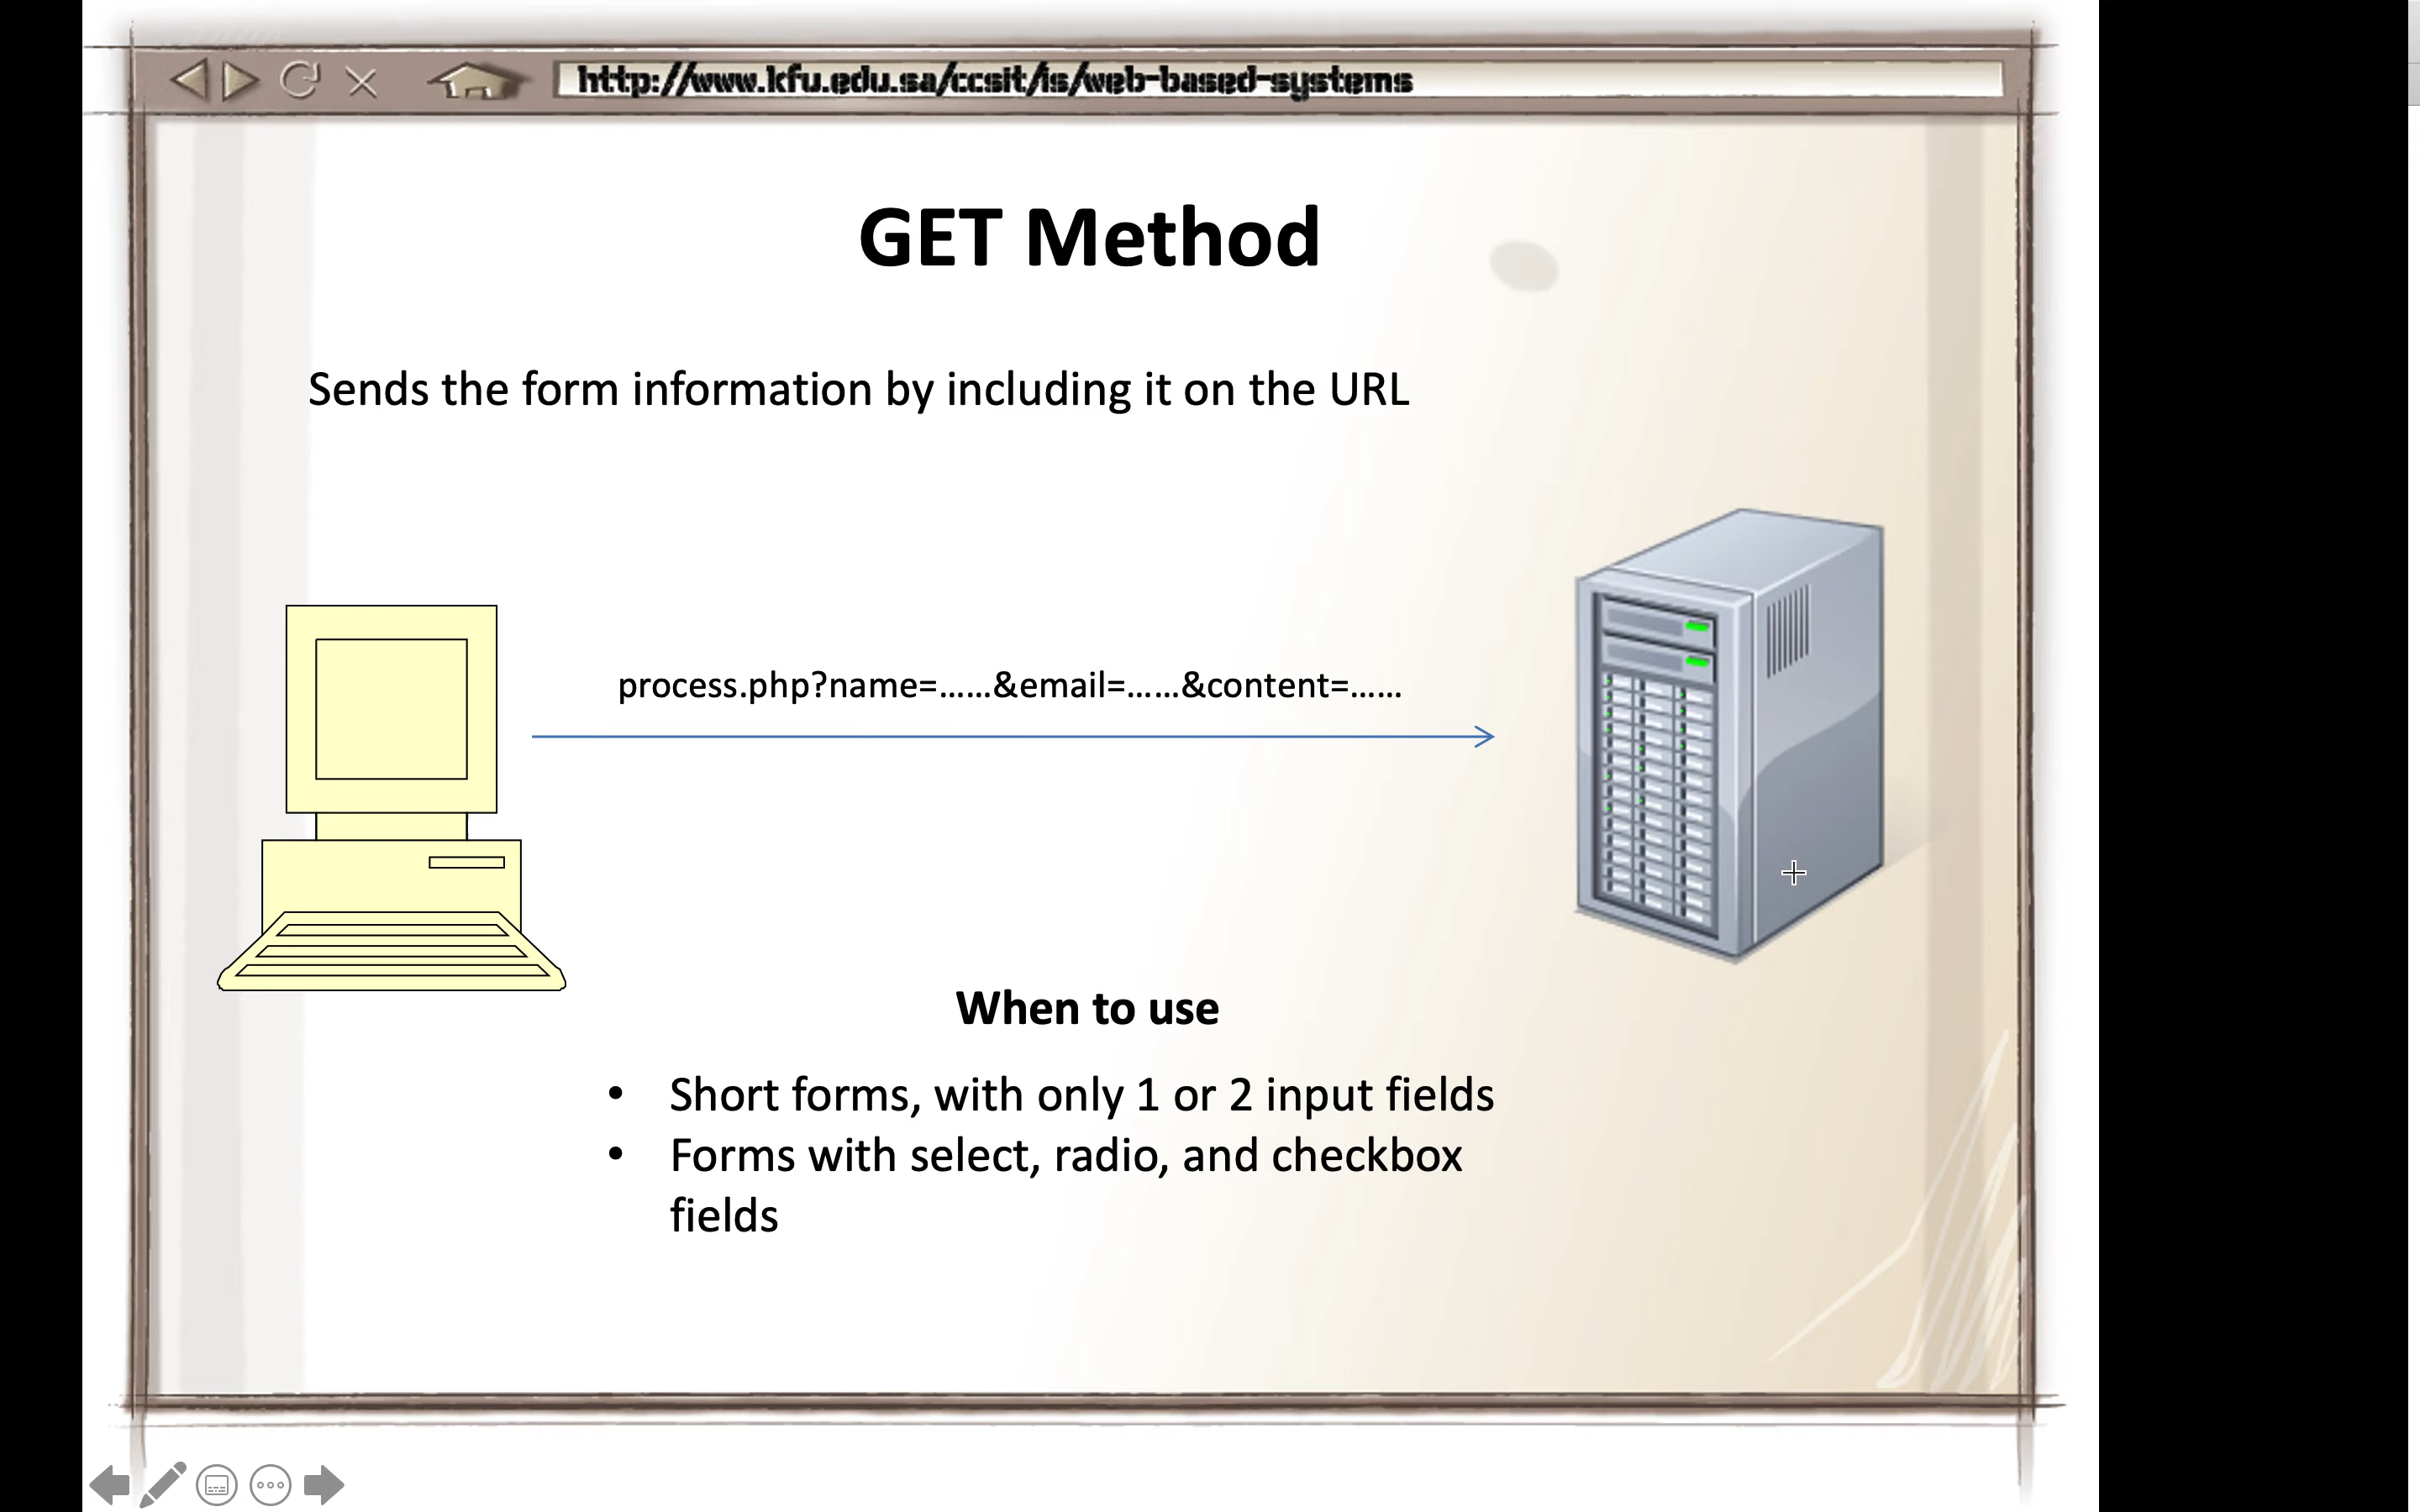 http://www.kfu.edu.sa/ccsit/is/web-based-systems
GET Method
Sends the form information by including it on the URL
process.php?name=......&email=......&content=......
When to use
• Short forms, with only 1 or 2 input fields
• Forms with select, radio, and checkbox
fields